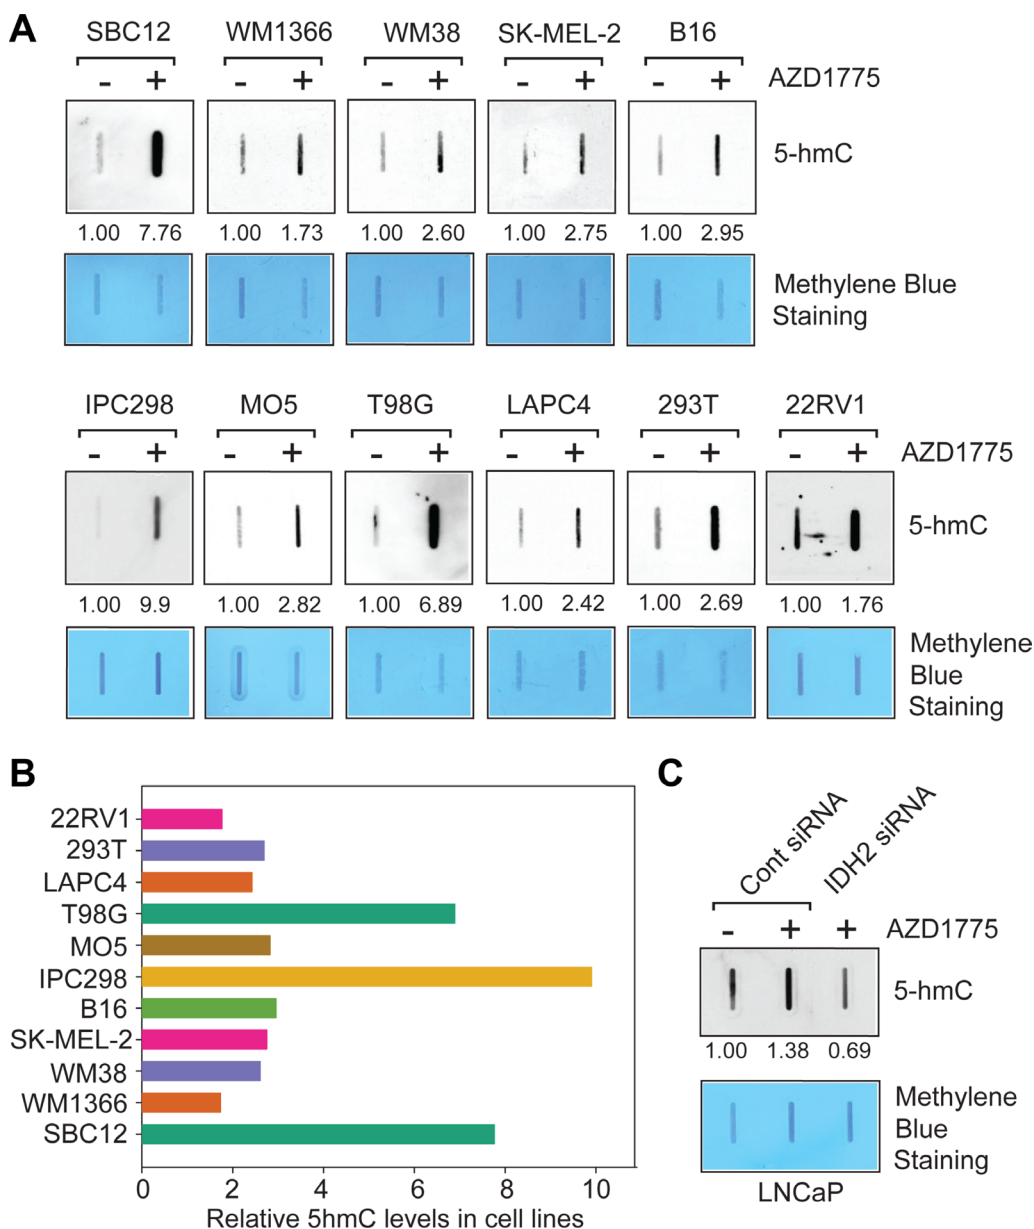 A
SBC12 WM1366 WM38 SK-MEL-2 B16
- + - + - + - + - + AZD1775
5-hmC
1.00 7.76 1.00 1.73 1.00 2.60 1.00 2.75 1.00 2.95
Methylene Blue
Staining
IPC298 MO5 T98G LAPC4 293T 22RV1
- + - + - + - + - + - + AZD1775
5-hmC
1.00 9.9 1.00 2.82 1.00 6.89 1.00 2.42 1.00 2.69 1.00 1.76
Methylene
Blue
Staining
B
22RV1
293T
LAPC4
T98G
MO5
IPC298
B16
SK-MEL-2
WM38
WM1366
SBC12
0 2 4 6 8 10
Relative 5hmC levels in cell lines
C
Cont siRNA
IDH2 siRNA
- + + AZD1775
5-hmC
1.00 1.38 0.69
Methylene
Blue
Staining
LNCaP